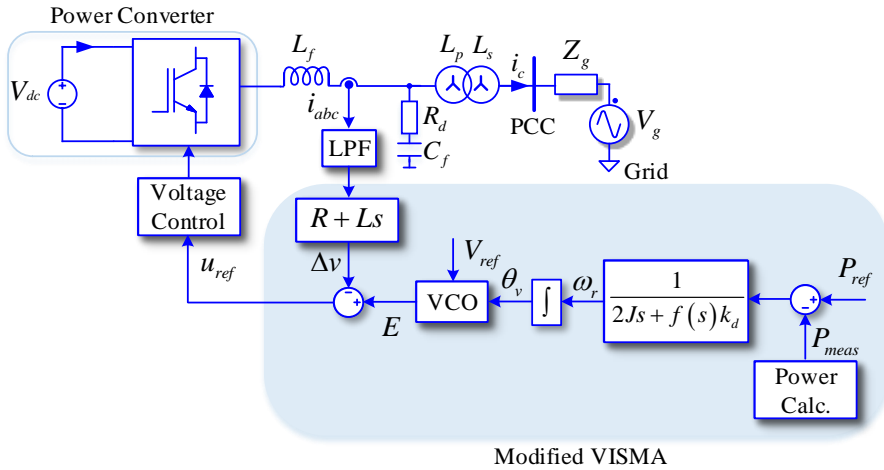 Power Converter
V_dc
L_f
i_abc
R_d
C_f
L_p L_s
i_c
PCC
Z_g
V_g
Grid
LPF
R + Ls
Δv
Voltage
Control
u_ref
E
V_ref
VCO
θ_v
∫
ω_r
1
2Js + f(s)k_d
P_ref
P_meas
Power
Calc.
Modified VISMA